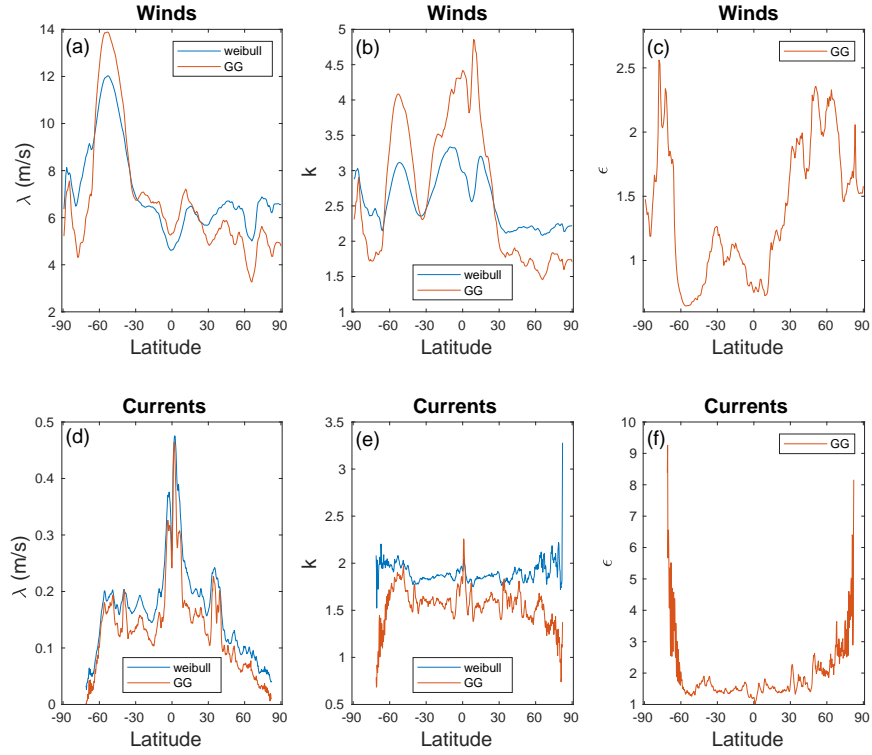 Winds
(a)
weibull
GG
λ (m/s)
14
12
10
8
6
4
2
-90 -60 -30 0 30 60 90
Latitude
Winds
(b)
weibull
GG
k
5
4.5
4
3.5
3
2.5
2
1.5
1
-90 -60 -30 0 30 60 90
Latitude
Winds
(c)
GG
ϵ
2.5
2
1.5
1
-90 -60 -30 0 30 60 90
Latitude
Currents
(d)
weibull
GG
λ (m/s)
0.5
0.4
0.3
0.2
0.1
0
-90 -60 -30 0 30 60 90
Latitude
Currents
(e)
weibull
GG
k
3.5
3
2.5
2
1.5
1
0.5
-90 -60 -30 0 30 60 90
Latitude
Currents
(f)
GG
ϵ
10
9
8
7
6
5
4
3
2
1
-90 -60 -30 0 30 60 90
Latitude